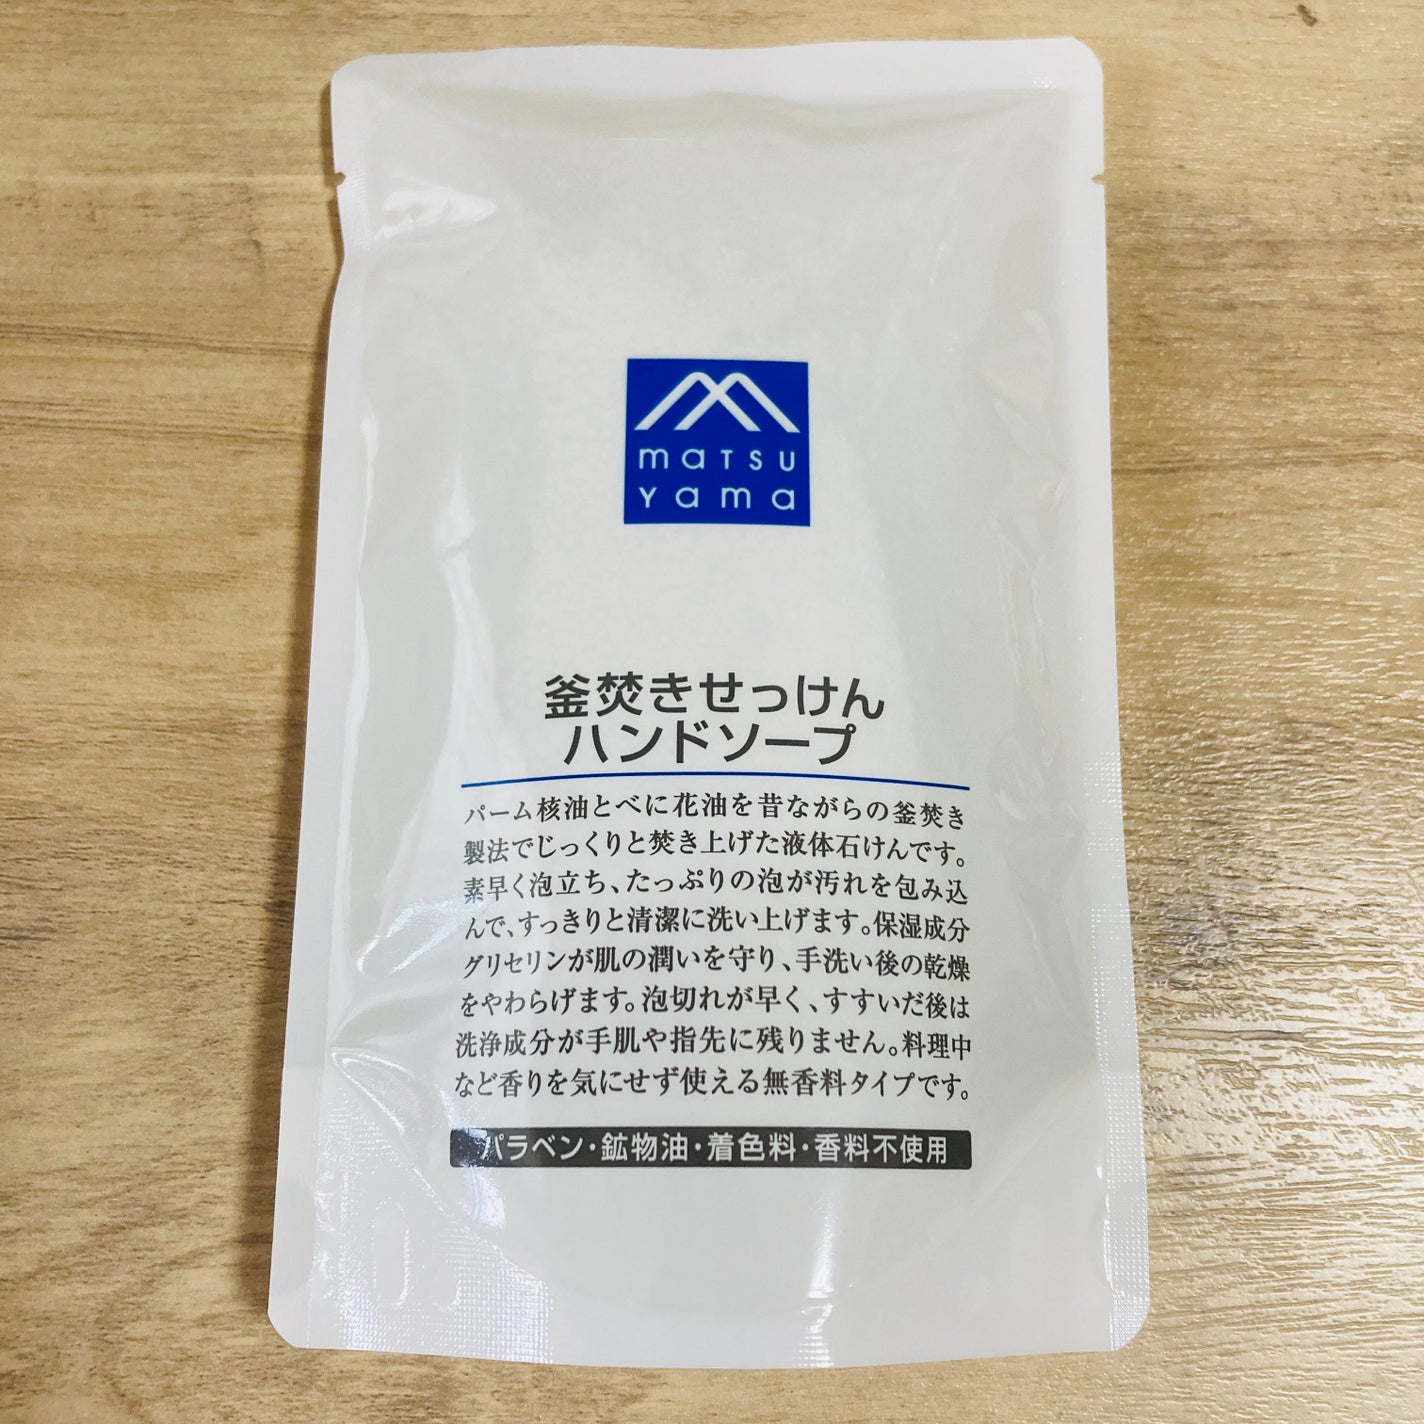 matsu
yama
釜焚きせっけん
ハンドソープ
パーム核油とべに花油を昔ながらの釜焚き
製法でじっくりと焚き上げた液体石けんです。
素早く泡立ち、たっぷりの泡が汚れを包み込
んで、すっきりと清潔に洗い上げます。保湿成分
グリセリンが肌の潤いを守り、手洗い後の乾燥
をやわらげます。泡切れが早く、すすいだ後は
洗浄成分が手肌や指先に残りません。料理中
など香りを気にせず使える無香料タイプです。
パラベン・鉱物油・着色料・香料不使用